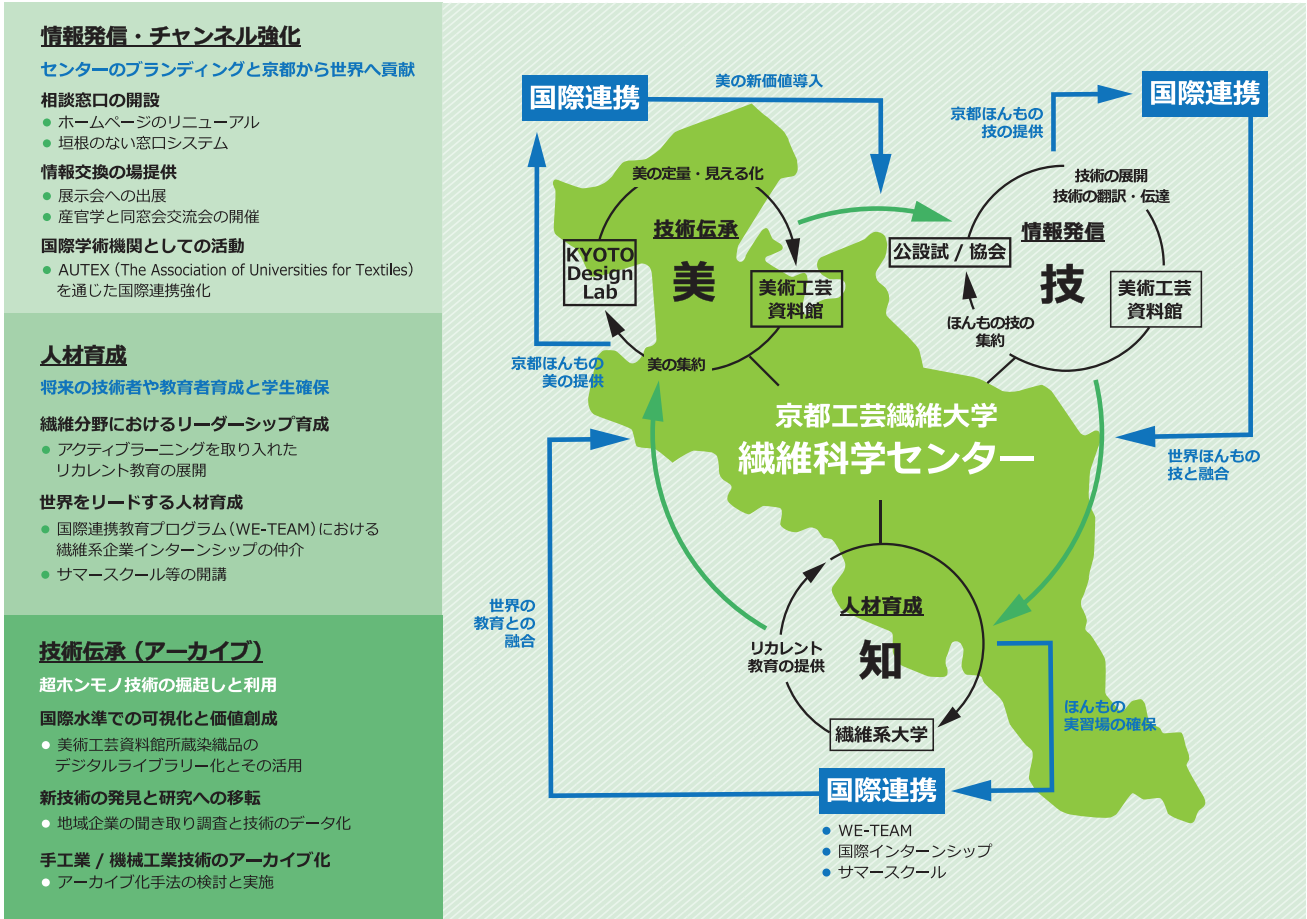 情報発信・チャンネル強化
センターのブランディングと京都から世界へ貢献
相談窓口の開設
● ホームページのリニューアル
● 垣根のない窓口システム
情報交換の場提供
● 展示会への出展
● 産官学と同窓会交流会の開催
国際学術機関としての活動
● AUTEX（The Association of Universities for Textiles）
を通じた国際連携強化
人材育成
将来の技術者や教育者育成と学生確保
繊維分野におけるリーダーシップ育成
● アクティブラーニングを取り入れた
リカレント教育の展開
世界をリードする人材育成
● 国際連携教育プログラム（WE-TEAM）における
繊維系企業インターンシップの仲介
● サマースクール等の開講
技術伝承（アーカイブ）
超ホンモノ技術の掘起しと利用
国際水準での可視化と価値創成
● 美術工芸資料館所蔵染織品の
デジタルライブラリー化とその活用
新技術の発見と研究への移転
● 地域企業の聞き取り調査と技術のデータ化
手工業 / 機械工業技術のアーカイブ化
● アーカイブ化手法の検討と実施
国際連携
美の新価値導入
京都ほんもの
技の提供
国際連携
美の定量・見える化
技術伝承
美
KYOTO
Design
Lab
美術工芸
資料館
美の集約
京都ほんもの
美の提供
技術の展開
技術の翻訳・伝達
情報発信
技
公設試 / 協会
美術工芸
資料館
ほんもの技の
集約
京都工芸繊維大学
繊維科学センター
世界ほんもの
技と融合
世界の
教育との
融合
人材育成
知
リカレント
教育の提供
繊維系大学
ほんもの
実習場の確保
国際連携
● WE-TEAM
● 国際インターンシップ
● サマースクール